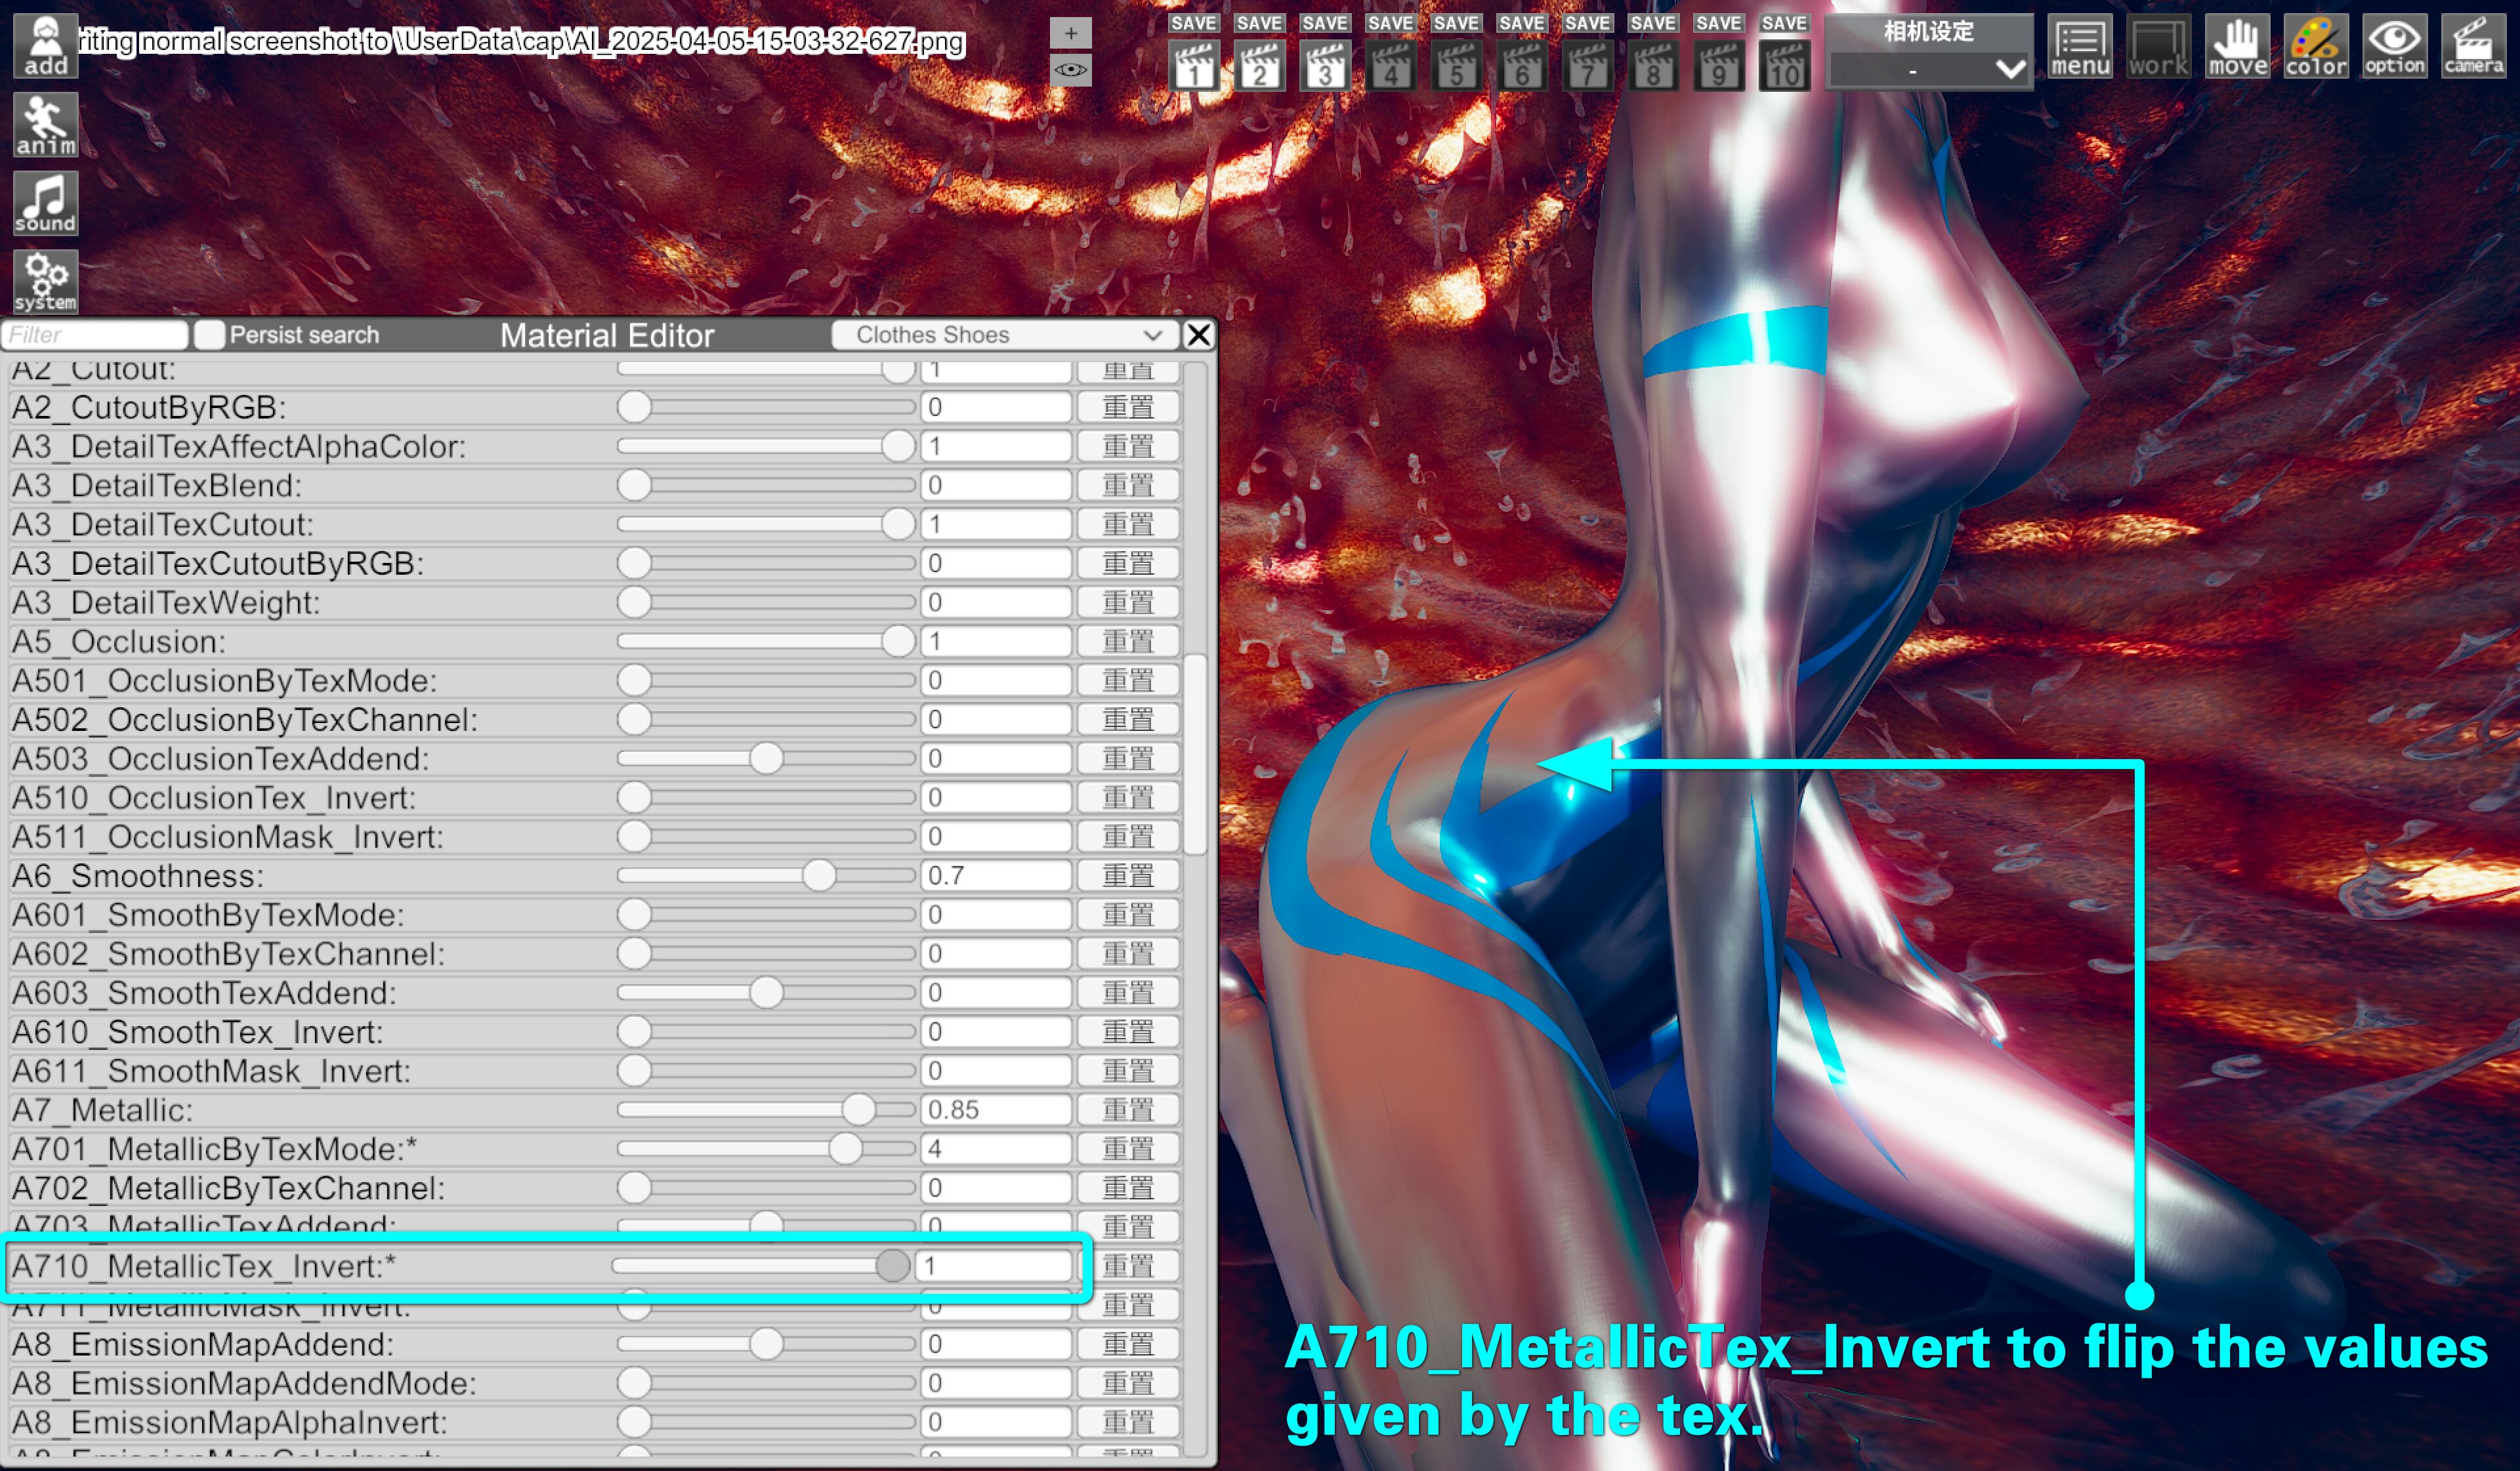 add
riting normal screenshot to \UserData\cap\AI_2025-04-05-15-03-32-627.png
+
SAVE SAVE SAVE SAVE SAVE SAVE SAVE SAVE SAVE SAVE
1 2 3 4 5 6 7 8 9 10
相机设定
-
menu work move color option camera
anim
sound
system
Filter Persist search Material Editor Clothes Shoes X
A2_Cutout: 1 重置
A2_CutoutByRGB: 0 重置
A3_DetailTexAffectAlphaColor: 1 重置
A3_DetailTexBlend: 0 重置
A3_DetailTexCutout: 1 重置
A3_DetailTexCutoutByRGB: 0 重置
A3_DetailTexWeight: 0 重置
A5_Occlusion: 1 重置
A501_OcclusionByTexMode: 0 重置
A502_OcclusionByTexChannel: 0 重置
A503_OcclusionTexAddend: 0 重置
A510_OcclusionTex_Invert: 0 重置
A511_OcclusionMask_Invert: 0 重置
A6_Smoothness: 0.7 重置
A601_SmoothByTexMode: 0 重置
A602_SmoothByTexChannel: 0 重置
A603_SmoothTexAddend: 0 重置
A610_SmoothTex_Invert: 0 重置
A611_SmoothMask_Invert: 0 重置
A7_Metallic: 0.85 重置
A701_MetallicByTexMode:* 4 重置
A702_MetallicByTexChannel: 0 重置
A703_MetallicTexAddend: 0 重置
A710_MetallicTex_Invert:* 1 重置
A711_MetallicMask_Invert: 0 重置
A8_EmissionMapAddend: 0 重置
A8_EmissionMapAddendMode: 0 重置
A8_EmissionMapAlphaInvert: 0 重置
A710_MetallicTex_Invert to flip the values
given by the tex.